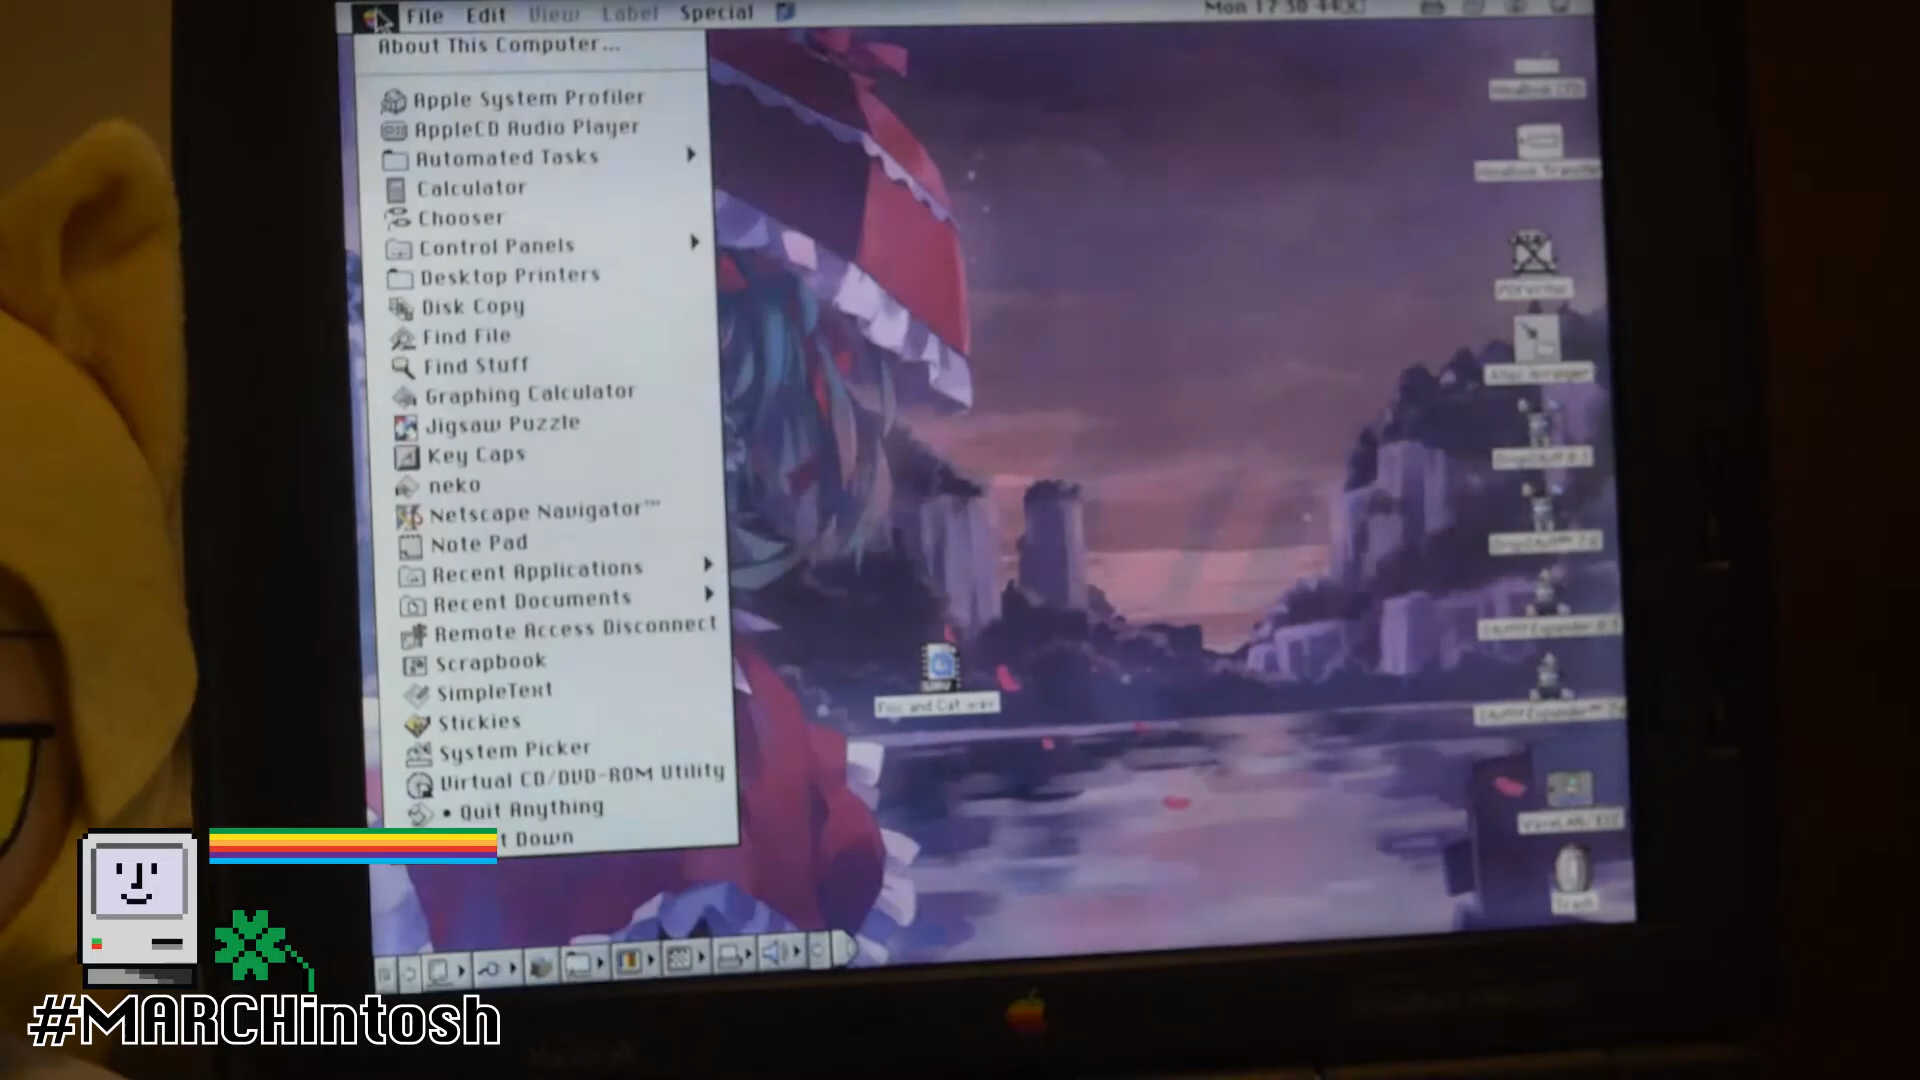 File Edit View Label Special
About This Computer...
Apple System Profiler
AppleCD Audio Player
Automated Tasks
Calculator
Chooser
Control Panels
Desktop Printers
Disk Copy
Find File
Find Stuff
Graphing Calculator
Jigsaw Puzzle
Key Caps
neko
Netscape Navigator™
Note Pad
Recent Applications
Recent Documents
Remote Access Disconnect
Scrapbook
SimpleText
Stickies
System Picker
Virtual CD/DVD-ROM Utility
• Quit Anything
t Down
Trash
#MARCHintosh